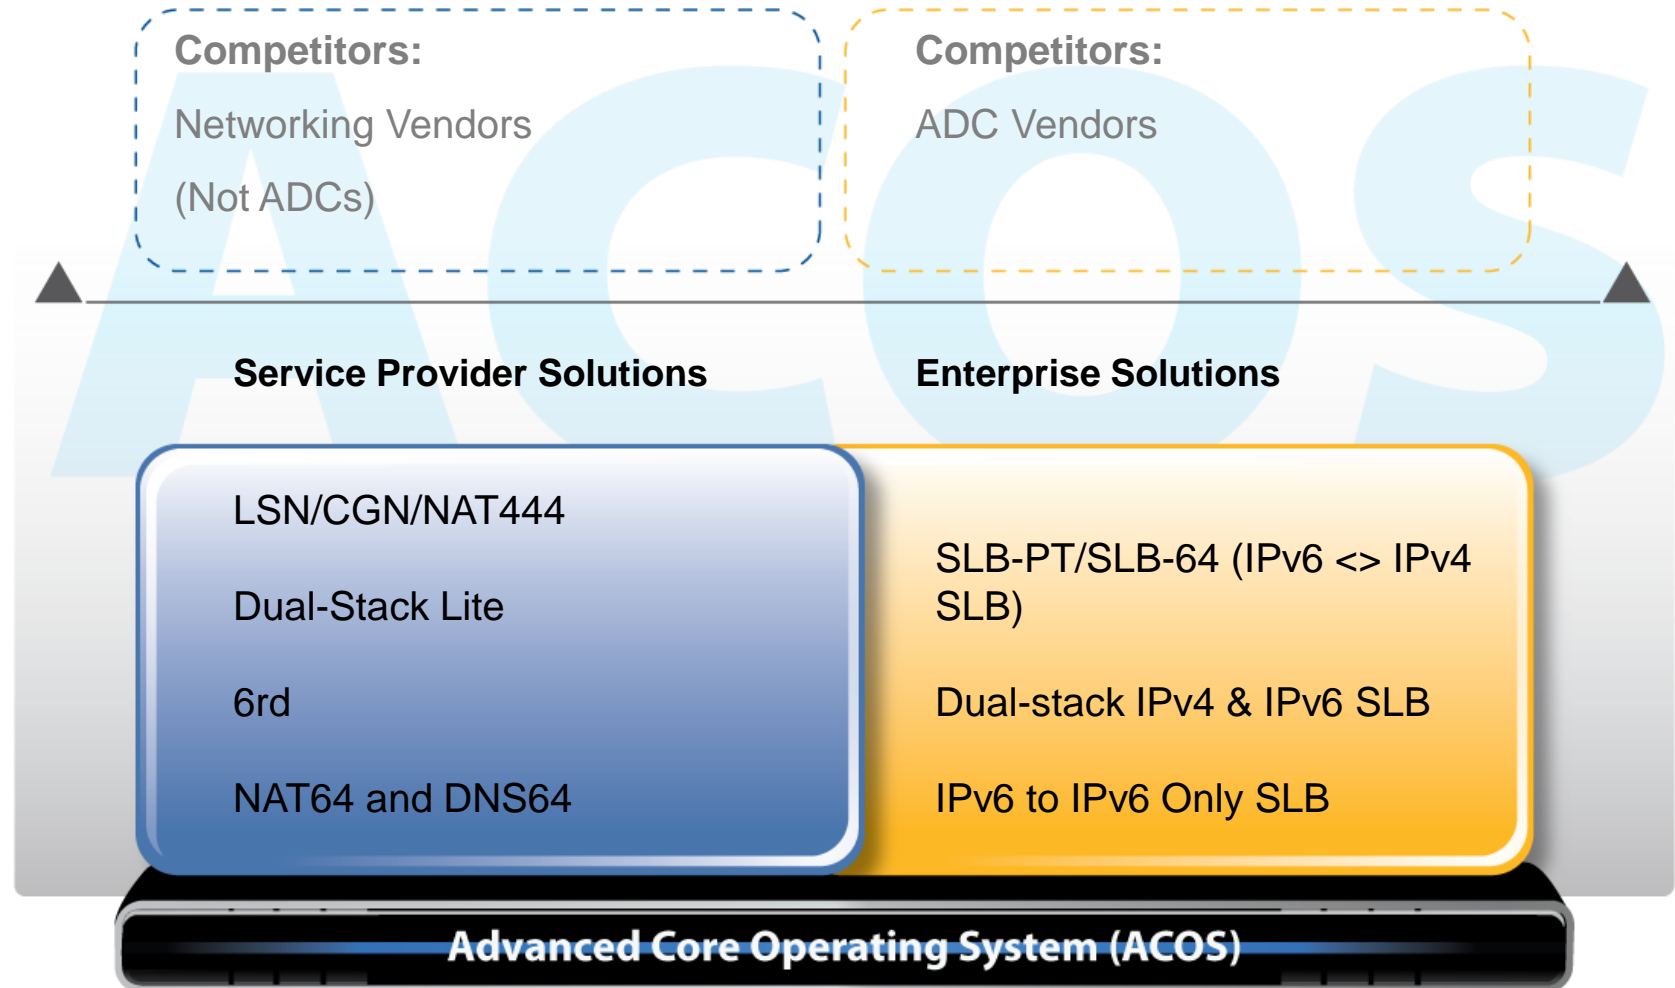 ACOS
Competitors:
Networking Vendors
(Not ADCs)
Competitors:
ADC Vendors
Service Provider Solutions
Enterprise Solutions
LSN/CGN/NAT444
Dual-Stack Lite
6rd
NAT64 and DNS64
SLB-PT/SLB-64 (IPv6 <> IPv4
SLB)
Dual-stack IPv4 & IPv6 SLB
IPv6 to IPv6 Only SLB
Advanced Core Operating System (ACOS)